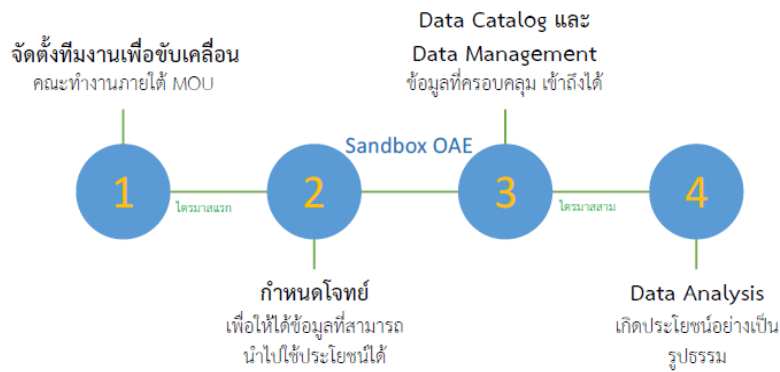 จัดตั้งทีมงานเพื่อขับเคลื่อน
คณะทำงานภายใต้ MOU
Data Catalog และ
Data Management
ข้อมูลที่ครอบคลุม เข้าถึงได้
Sandbox OAE
1
ไตรมาสแรก
2
3
ไตรมาสสาม
4
กำหนดโจทย์
เพื่อให้ได้ข้อมูลที่สามารถ
นำไปใช้ประโยชน์ได้
Data Analysis
เกิดประโยชน์อย่างเป็น
รูปธรรม